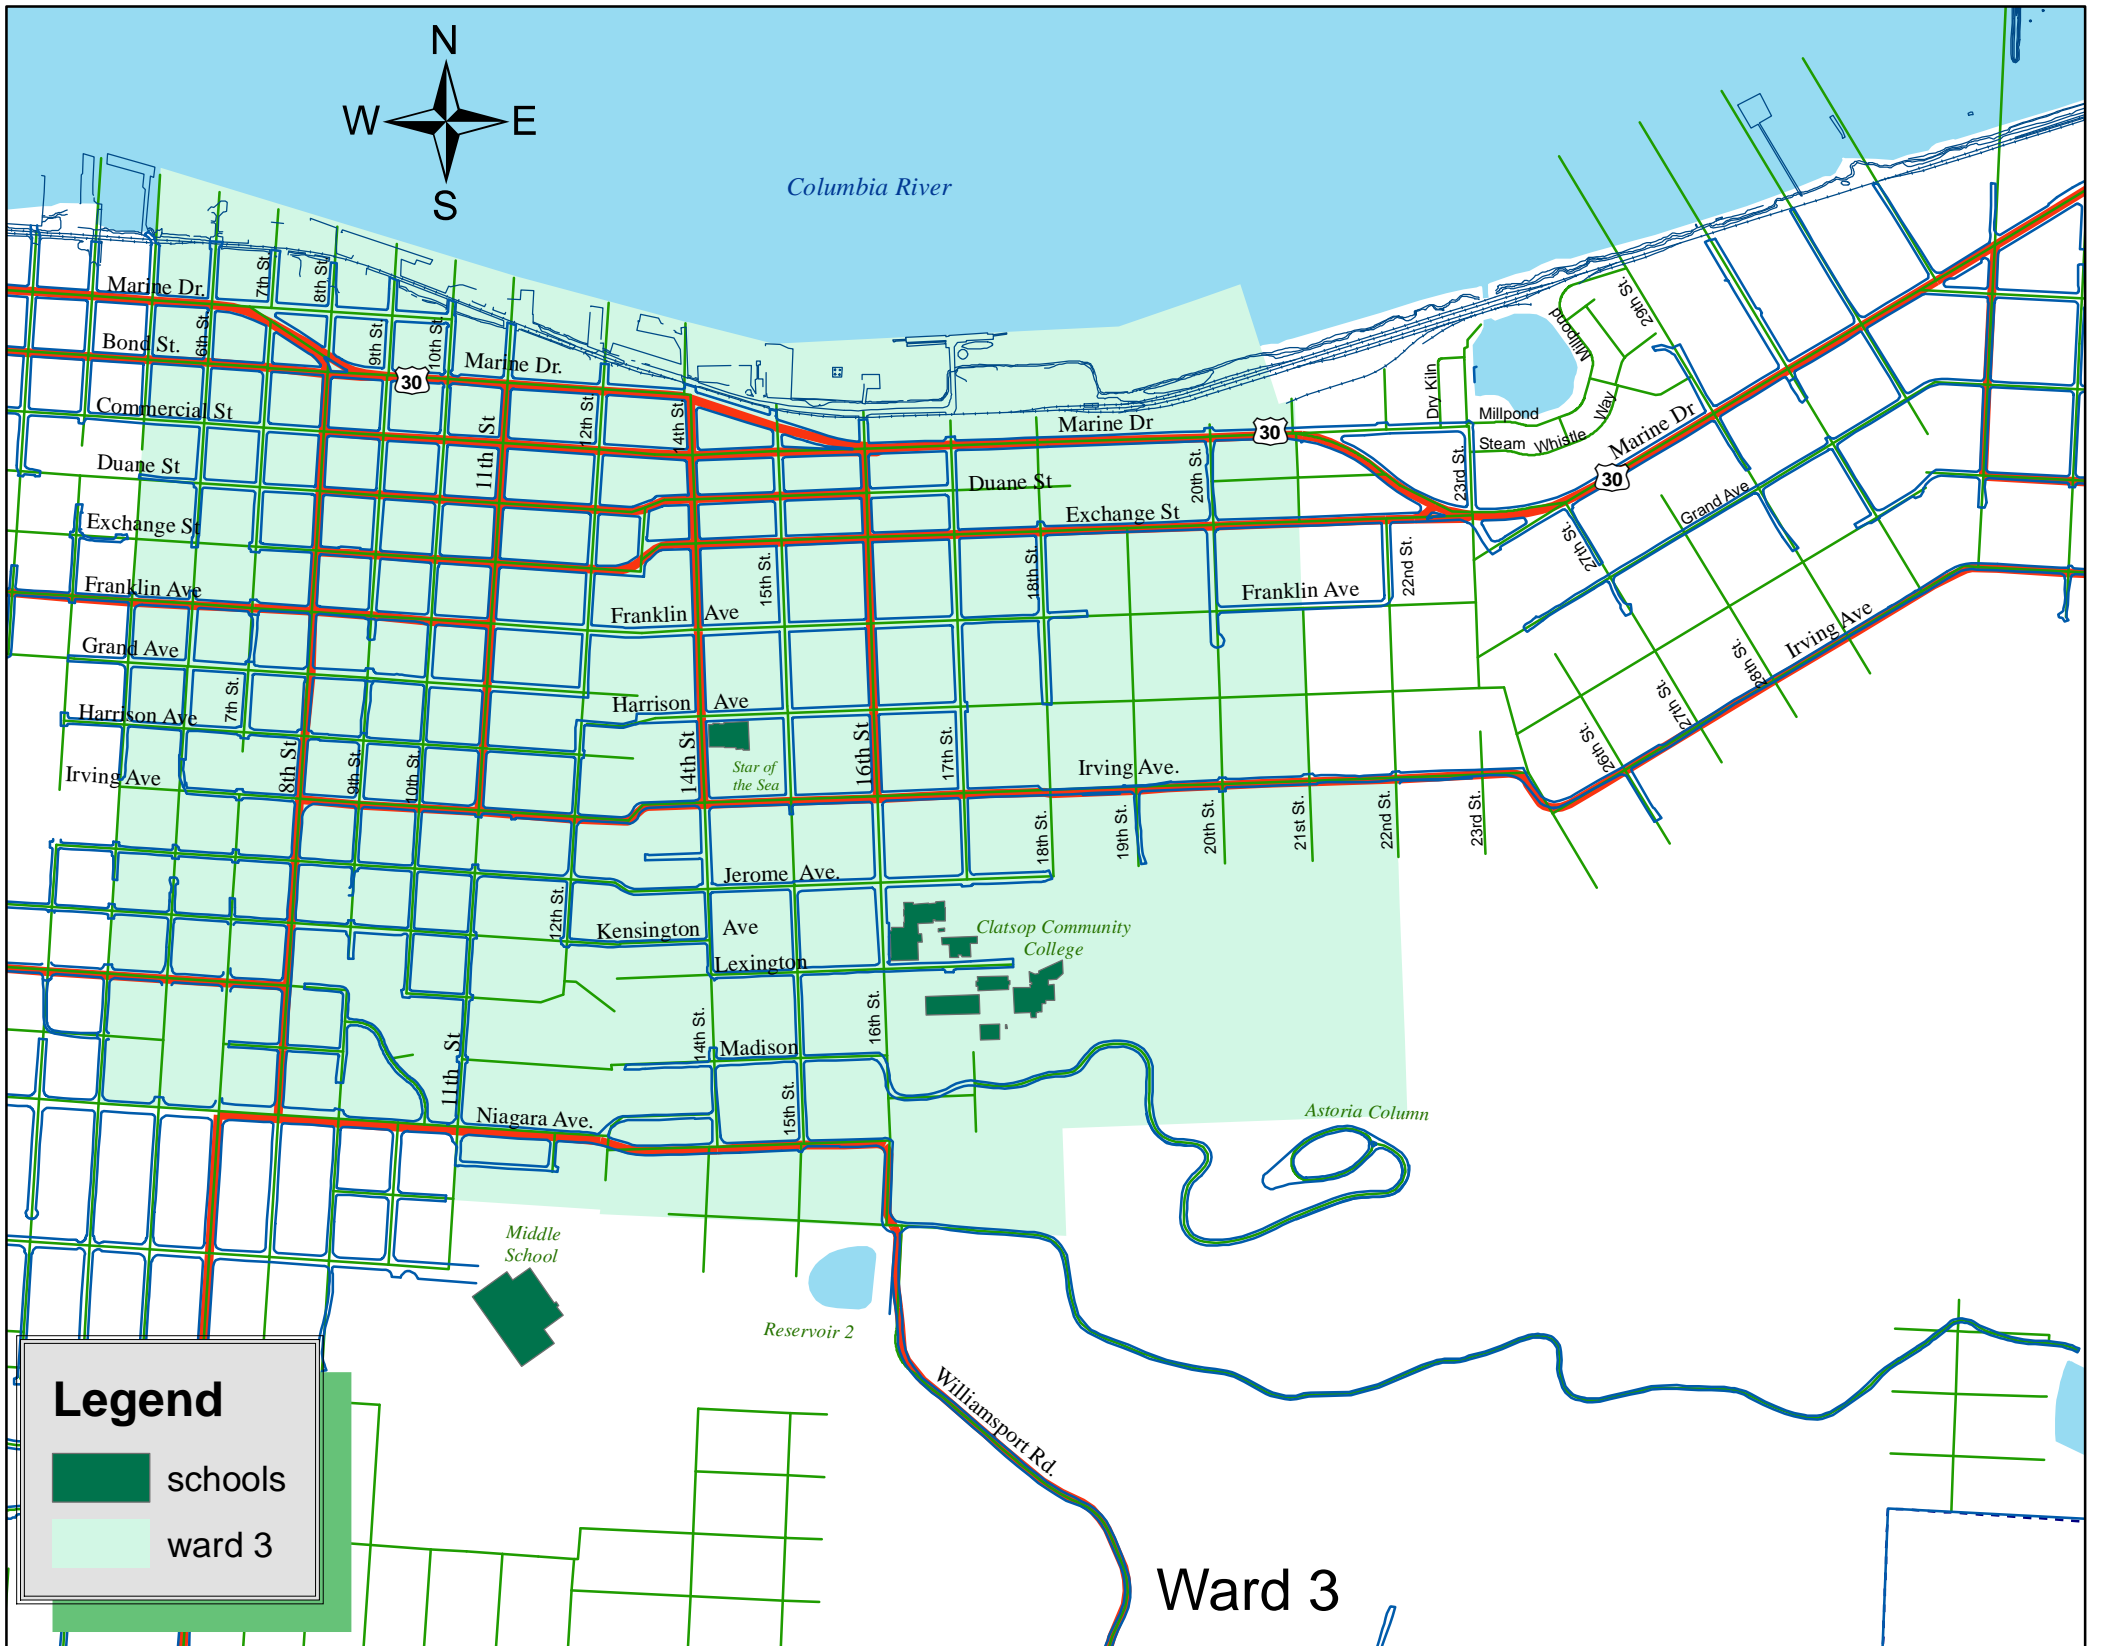 N
W E
S
Columbia River
Marine Dr.
7th St.
8th St.
6th St.
Bond St.
9th St
10th St.
30
Marine Dr.
Commercial St
11th St
12th St.
14th St.
Marine Dr
30
Dry Kiln
Millpond
29th St.
Millpond
Way
Steam Whistle
Marine Dr
30
Duane St
Duane St
20th St.
23rd St.
Grand Ave
Exchange St
Exchange St
15th St.
18th St.
22nd St.
27th St.
Franklin Ave
Franklin Ave
Franklin Ave
Irving Ave
Grand Ave
7th St.
Harrison Ave
Harrison Ave
28th St.
27th St.
26th St.
Irving Ave
8th St
9th St.
10th St.
14th St
Star of
the Sea
16th St
17th St.
Irving Ave.
18th St.
19th St.
20th St.
21st St.
22nd St.
23rd St.
Jerome Ave.
12th St.
Kensington Ave
Clatsop Community
College
Lexington
11th St
14th St.
16th St.
Madison
15th St.
Niagara Ave.
Astoria Column
Middle
School
Reservoir 2
Williamsport Rd.
Legend
schools
ward 3
Ward 3